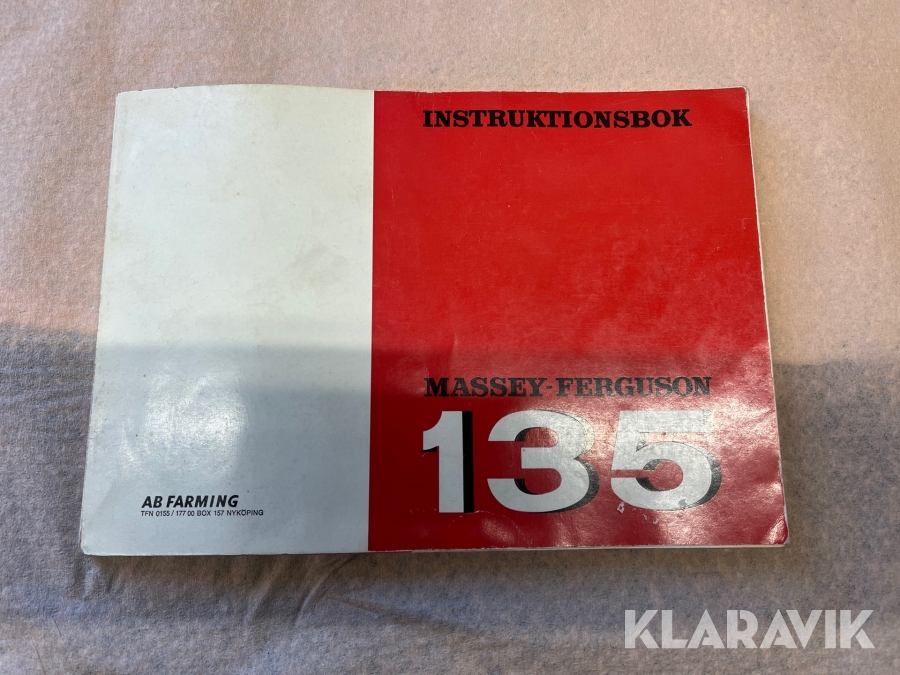 INSTRUKTIONSBOK
MASSEY-FERGUSON
135
AB FARMING
TFN 0155/177 00 BOX 157 NYKÖPING
KLARAVIK